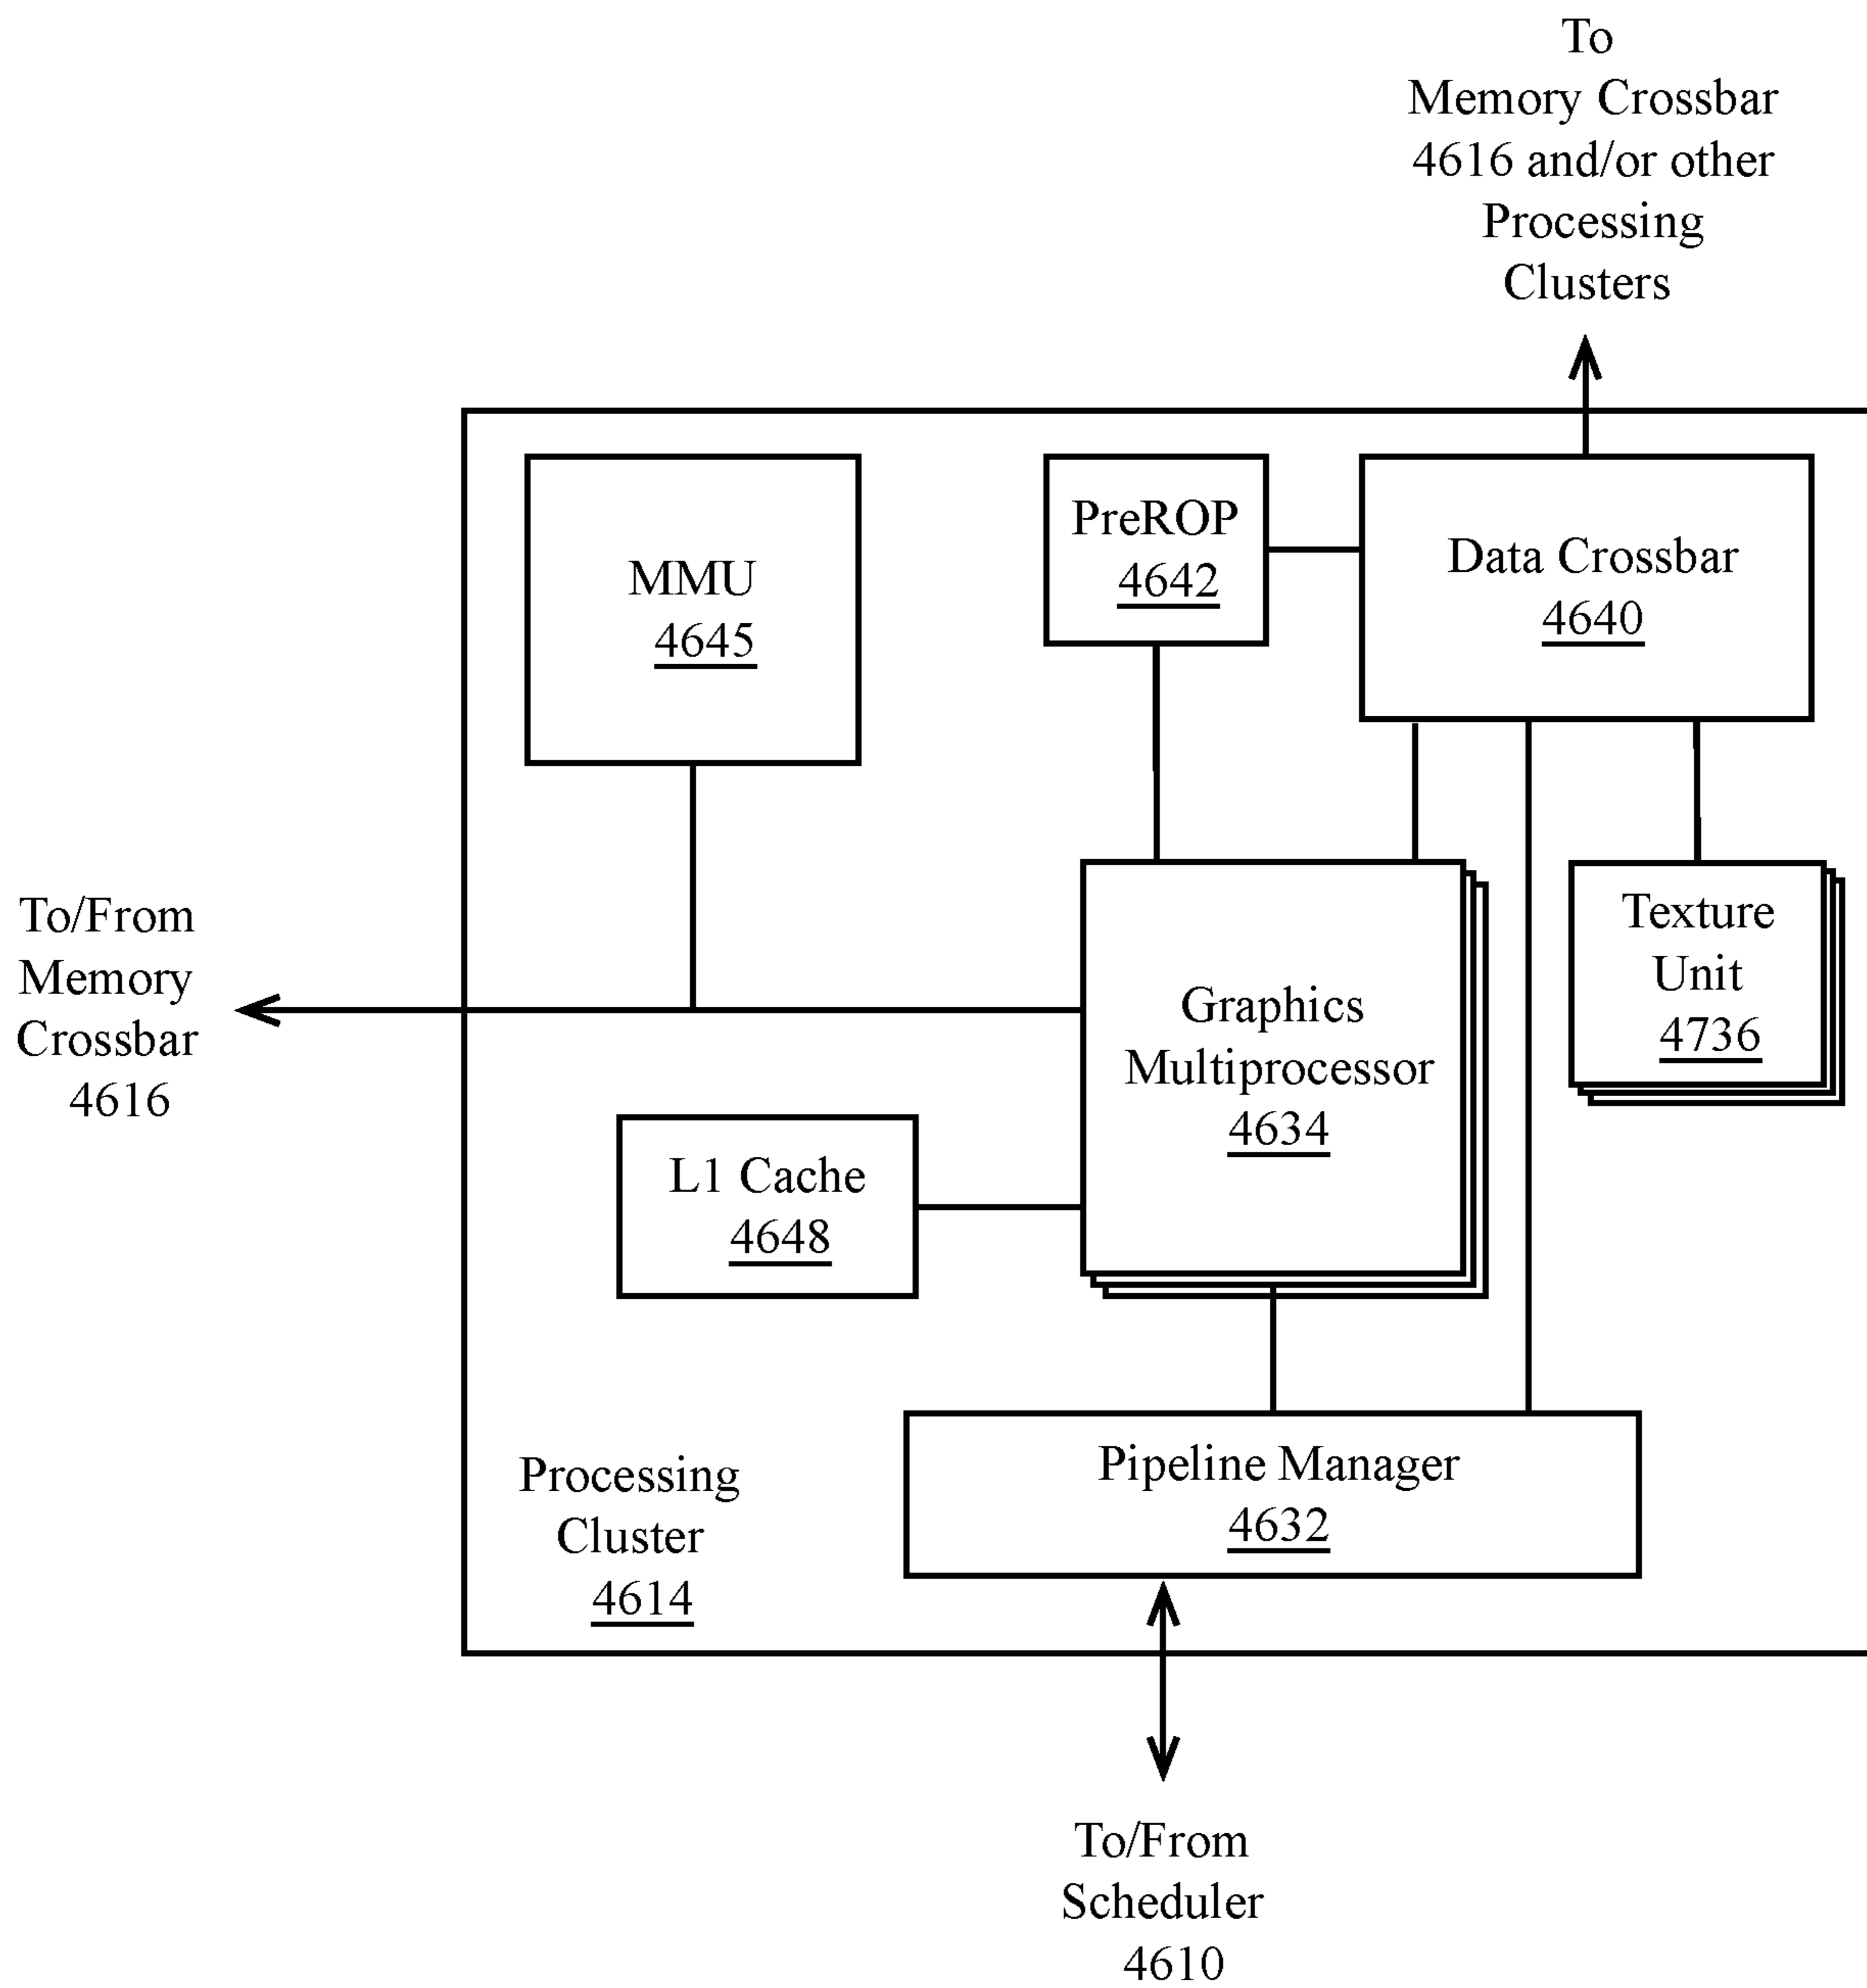 To
Memory Crossbar
4616 and/or other
Processing
Clusters
MMU
4645
PreROP
4642
Data Crossbar
4640
To/From
Memory
Crossbar
4616
Graphics
Multiprocessor
4634
Texture
Unit
4736
L1 Cache
4648
Processing
Cluster
4614
Pipeline Manager
4632
To/From
Scheduler
4610